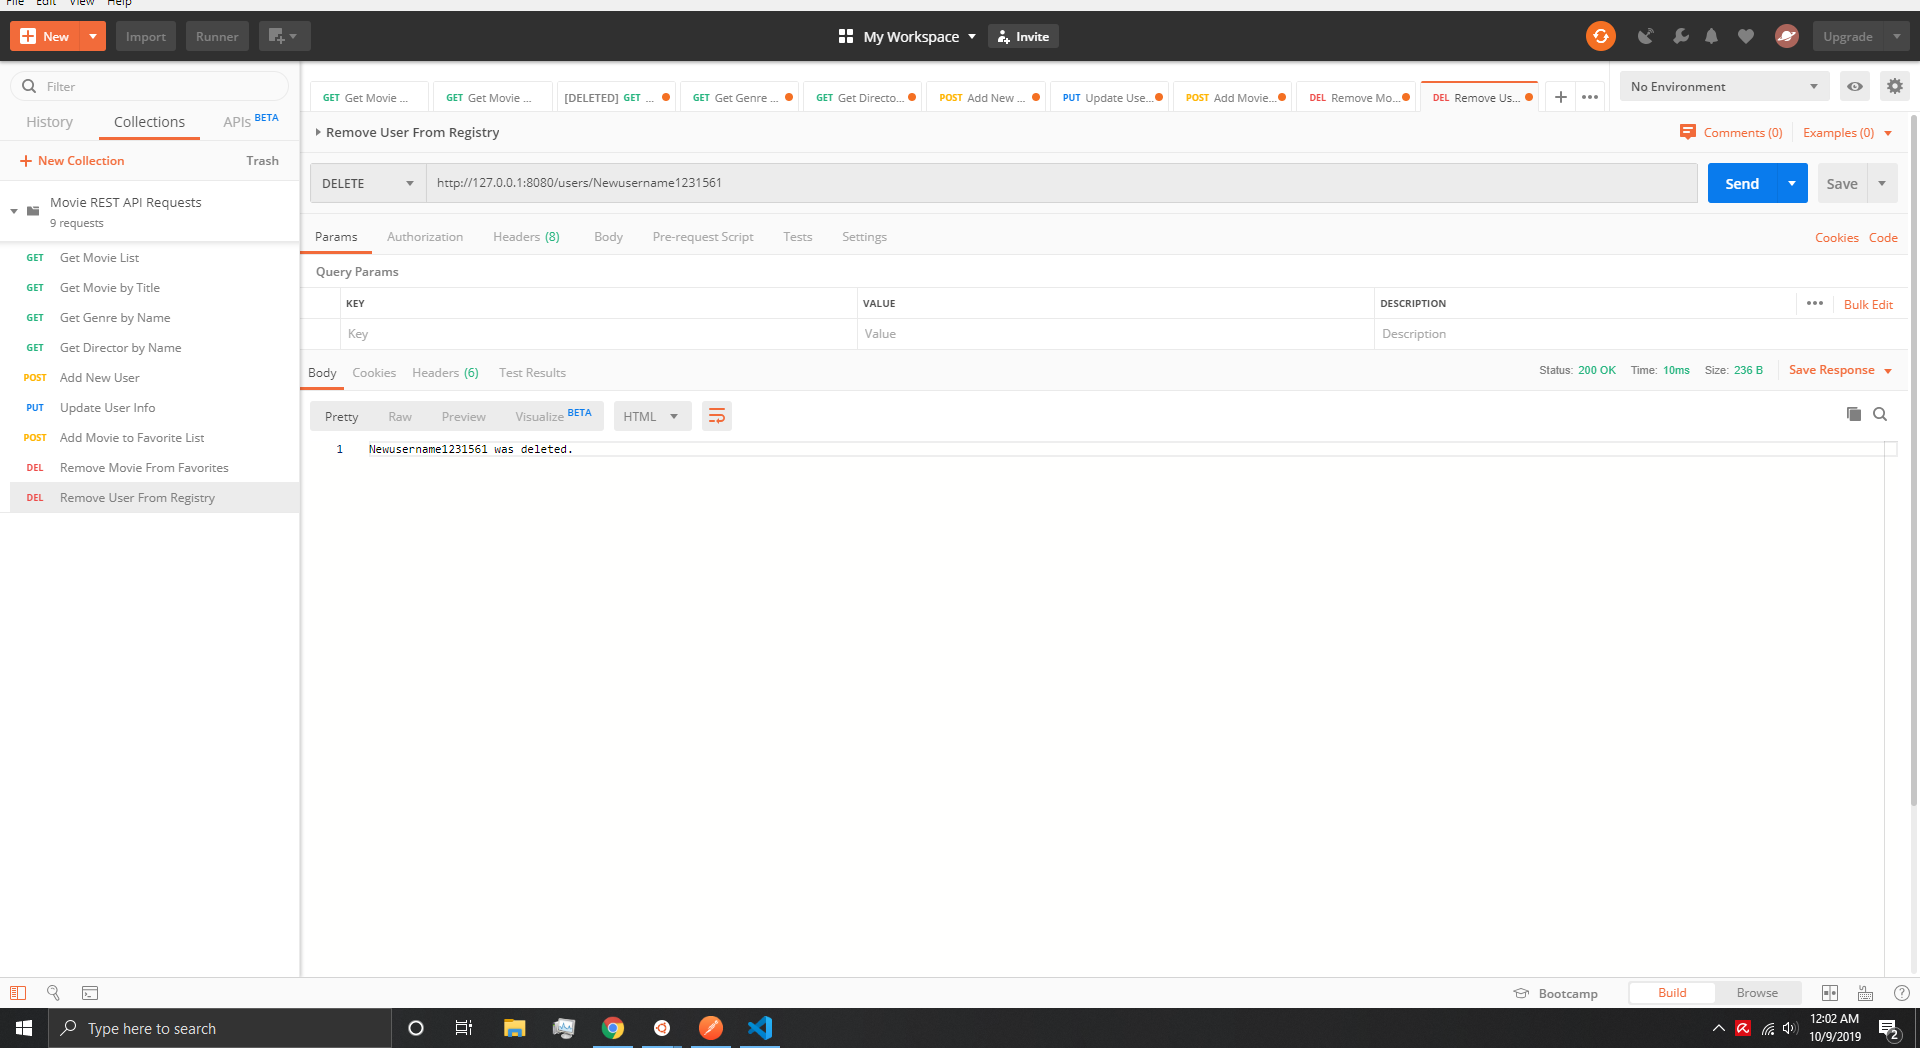 File Edit View Help
New
Import
Runner
My Workspace
Invite
Upgrade
Filter
History
Collections
APIs BETA
New Collection
Trash
Movie REST API Requests
9 requests
GET Get Movie List
GET Get Movie by Title
GET Get Genre by Name
GET Get Director by Name
POST Add New User
PUT Update User Info
POST Add Movie to Favorite List
DEL Remove Movie From Favorites
DEL Remove User From Registry
GET Get Movie ...
GET Get Movie ...
[DELETED] GET ...
GET Get Genre ...
GET Get Directo...
POST Add New ...
PUT Update Use...
POST Add Movie...
DEL Remove Mo...
DEL Remove Us...
No Environment
Remove User From Registry
Comments (0)
Examples (0)
DELETE
http://127.0.0.1:8080/users/Newusername1231561
Send
Save
Params
Authorization
Headers (8)
Body
Pre-request Script
Tests
Settings
Cookies
Code
Query Params
KEY
VALUE
DESCRIPTION
Bulk Edit
Key
Value
Description
Body
Cookies
Headers (6)
Test Results
Status: 200 OK
Time: 10ms
Size: 236 B
Save Response
Pretty
Raw
Preview
Visualize BETA
HTML
1 Newusername1231561 was deleted.
Bootcamp
Build
Browse
Type here to search
12:02 AM
10/9/2019
2